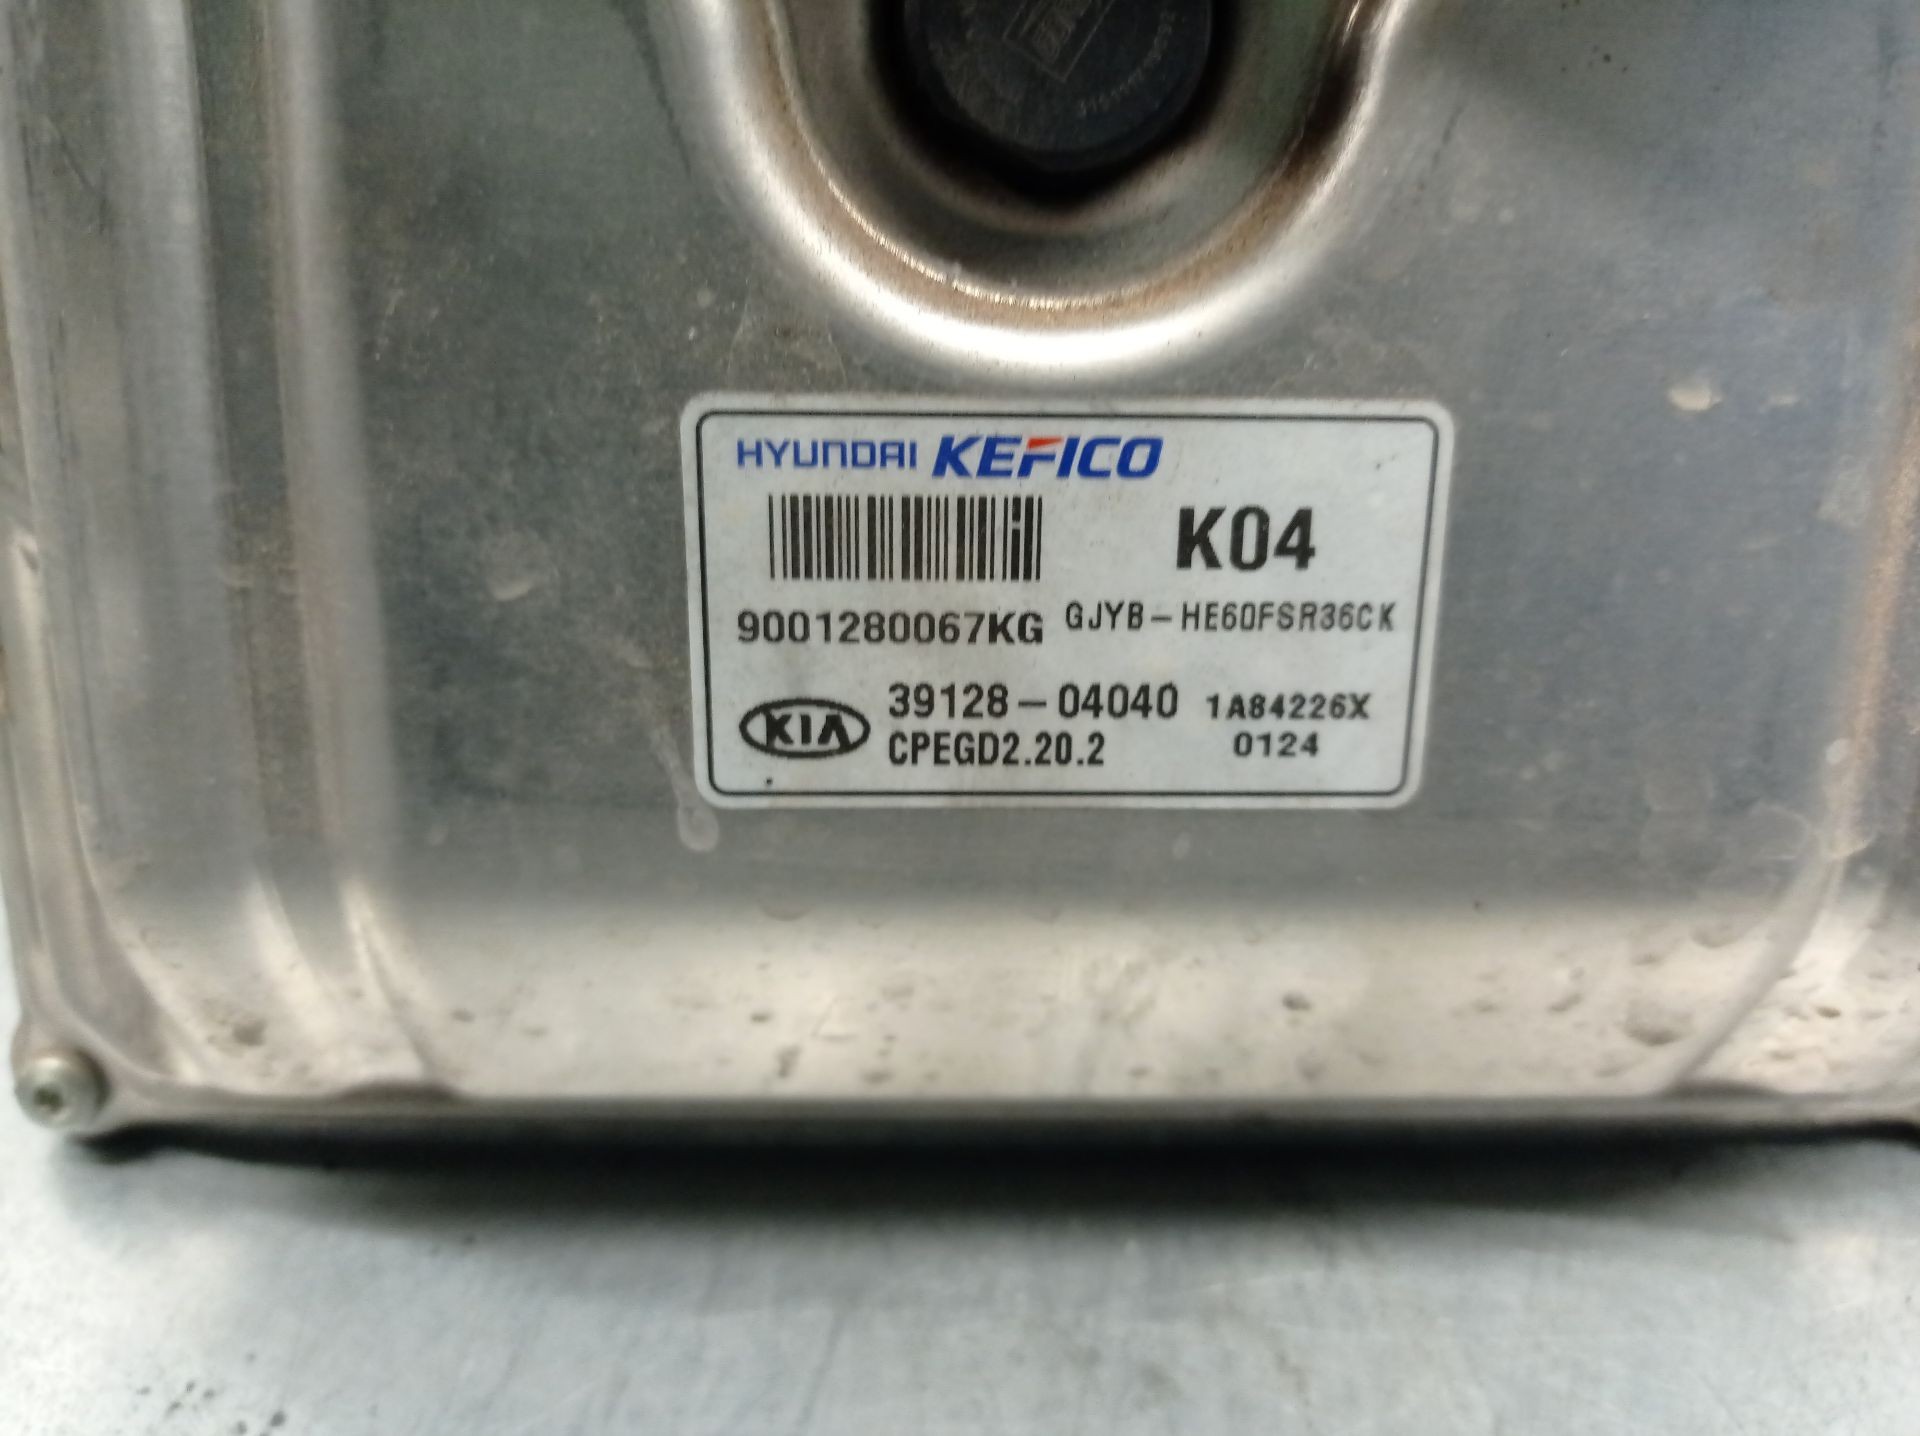 HYUNDAI KEFICO
K04
9001280067KG GJYB-HE60FSR36CK
KIA 39128-04040 1A84226X
CPEGD2.20.2 0124